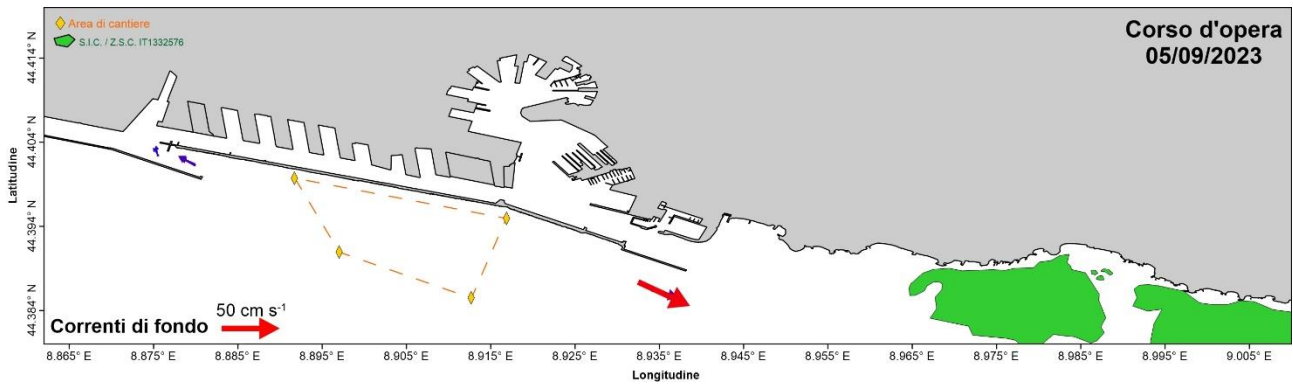 Area di cantiere
S.I.C. / Z.S.C. IT1332576
Corso d'opera
05/09/2023
44.414° N
44.404° N
44.394° N
44.384° N
Latitudine
Correnti di fondo
50 cm s⁻¹
8.865° E
8.875° E
8.885° E
8.895° E
8.905° E
8.915° E
8.925° E
8.935° E
8.945° E
8.955° E
8.965° E
8.975° E
8.985° E
8.995° E
9.005° E
Longitudine